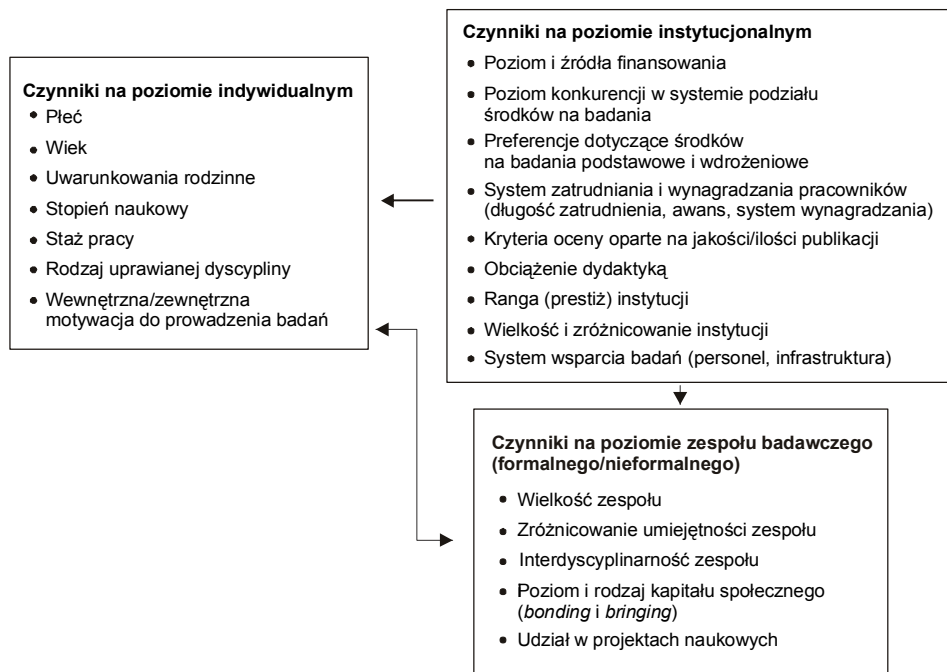 Czynniki na poziomie indywidualnym
• Płeć
• Wiek
• Uwarunkowania rodzinne
• Stopień naukowy
• Staż pracy
• Rodzaj uprawianej dyscypliny
• Wewnętrzna/zewnętrzna
motywacja do prowadzenia badań
Czynniki na poziomie instytucjonalnym
• Poziom i źródła finansowania
• Poziom konkurencji w systemie podziału
środków na badania
• Preferencje dotyczące środków
na badania podstawowe i wdrożeniowe
• System zatrudniania i wynagradzania pracowników
(długość zatrudnienia, awans, system wynagradzania)
• Kryteria oceny oparte na jakości/ilości publikacji
• Obciążenie dydaktyką
• Ranga (prestiż) instytucji
• Wielkość i zróżnicowanie instytucji
• System wsparcia badań (personel, infrastruktura)
Czynniki na poziomie zespołu badawczego
(formalnego/nieformalnego)
• Wielkość zespołu
• Zróżnicowanie umiejętności zespołu
• Interdyscyplinarność zespołu
• Poziom i rodzaj kapitału społecznego
(bonding i bringing)
• Udział w projektach naukowych